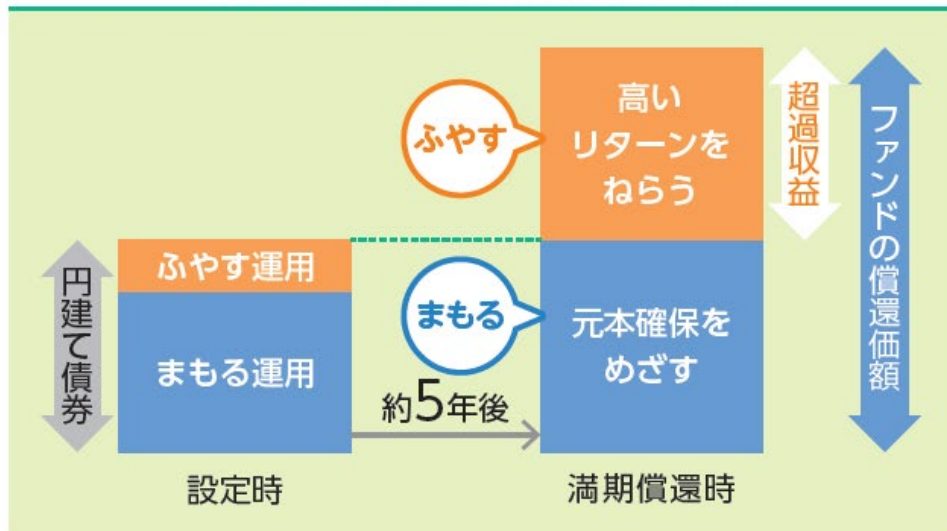 円建て債券
ふやす運用
まもる運用
設定時
約5年後
ふやす
まもる
高い
リターンを
ねらう
元本確保を
めざす
満期償還時
超過収益
ファンドの償還価額